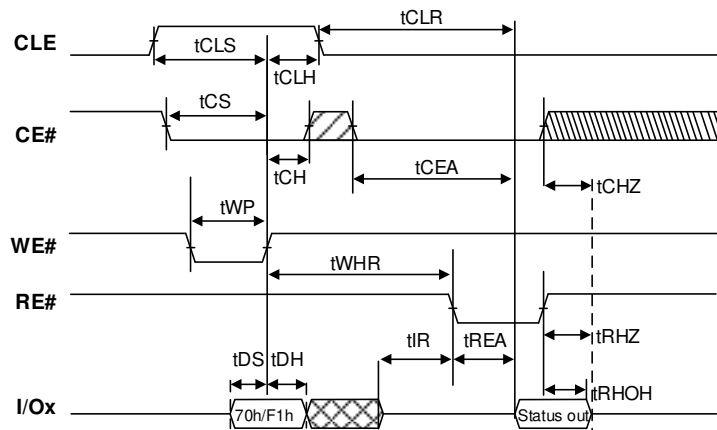 CLE
tCLS
tCLH
tCLR
CE#
tCS
tCH
tCEA
tCHZ
WE#
tWP
tWHR
RE#
tIR
tREA
tRHZ
tDS
tDH
tRHOH
I/Ox
70h/F1h
Status out